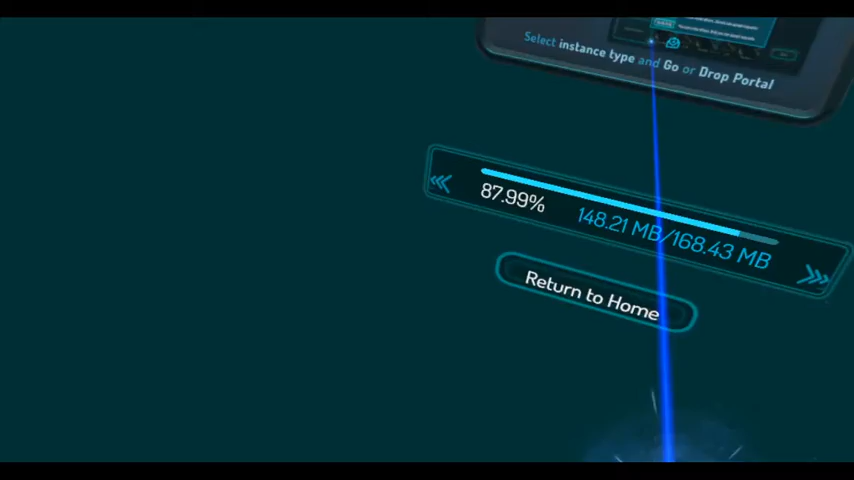 Select instance type and Go or Drop Portal
87.99%
148.21 MB/168.43 MB
Return to Home